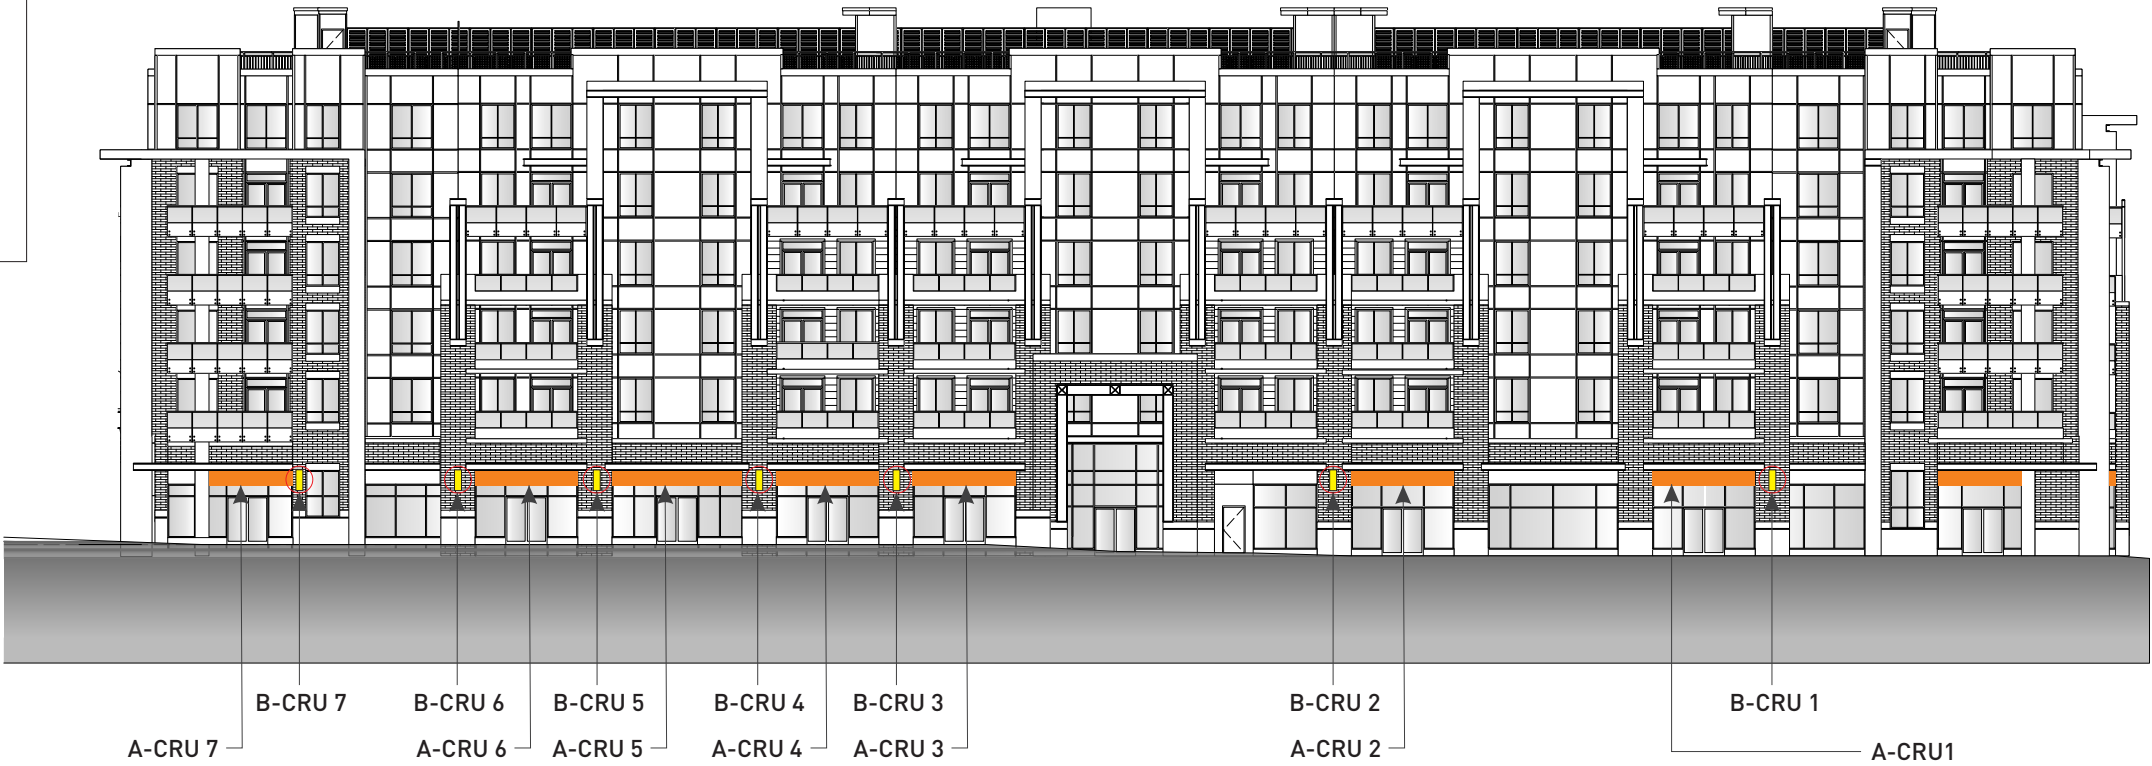 B-CRU 7
B-CRU 6
B-CRU 5
B-CRU 4
B-CRU 3
B-CRU 2
B-CRU 1
A-CRU 7
A-CRU 6
A-CRU 5
A-CRU 4
A-CRU 3
A-CRU 2
A-CRU1